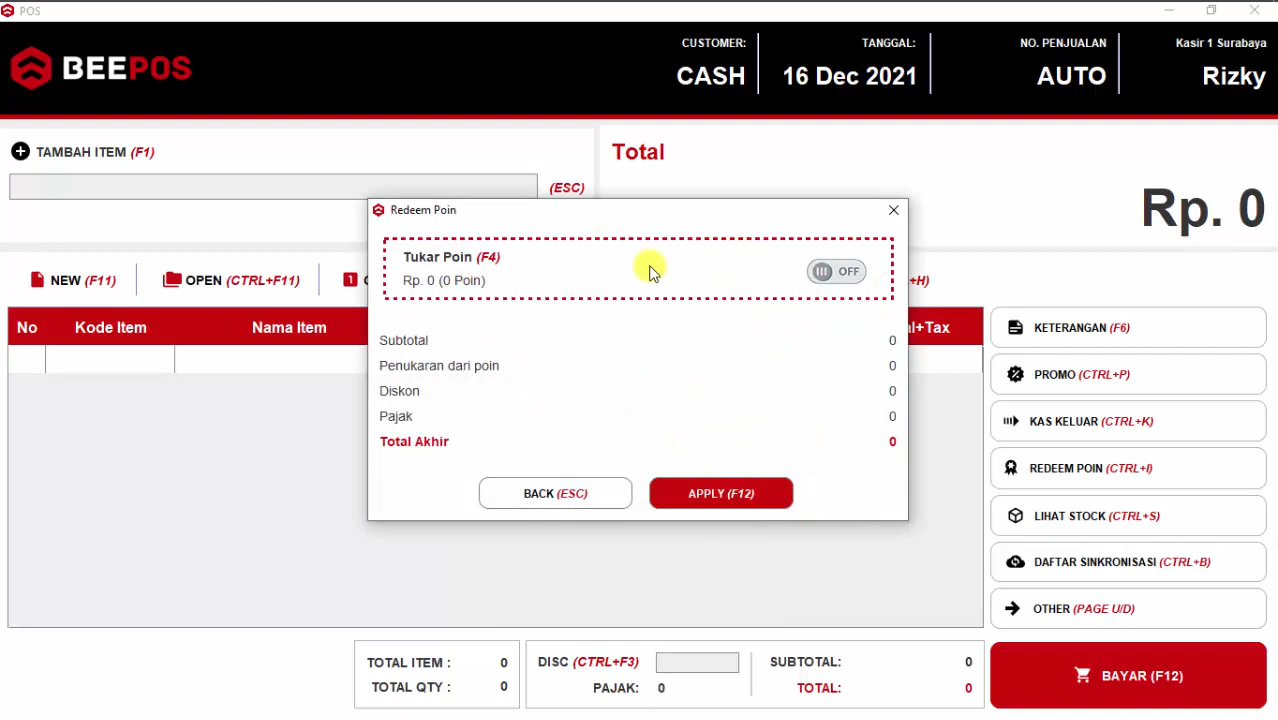 POS
BEEPOS
CUSTOMER:
CASH
TANGGAL:
16 Dec 2021
NO. PENJUALAN
AUTO
Kasir 1 Surabaya
Rizky
TAMBAH ITEM (F1)
(ESC)
Total
Rp. 0
NEW (F11)
OPEN (CTRL+F11)
Redeem Poin
Tukar Poin (F4)
Rp. 0 (0 Poin)
OFF
Subtotal 0
Penukaran dari poin 0
Diskon 0
Pajak 0
Total Akhir 0
BACK (ESC)
APPLY (F12)
No Kode Item Nama Item
KETERANGAN (F6)
PROMO (CTRL+P)
KAS KELUAR (CTRL+K)
REDEEM POIN (CTRL+I)
LIHAT STOCK (CTRL+S)
DAFTAR SINKRONISASI (CTRL+B)
OTHER (PAGE U/D)
TOTAL ITEM : 0
TOTAL QTY : 0
DISC (CTRL+F3)
PAJAK: 0
SUBTOTAL: 0
TOTAL: 0
BAYAR (F12)